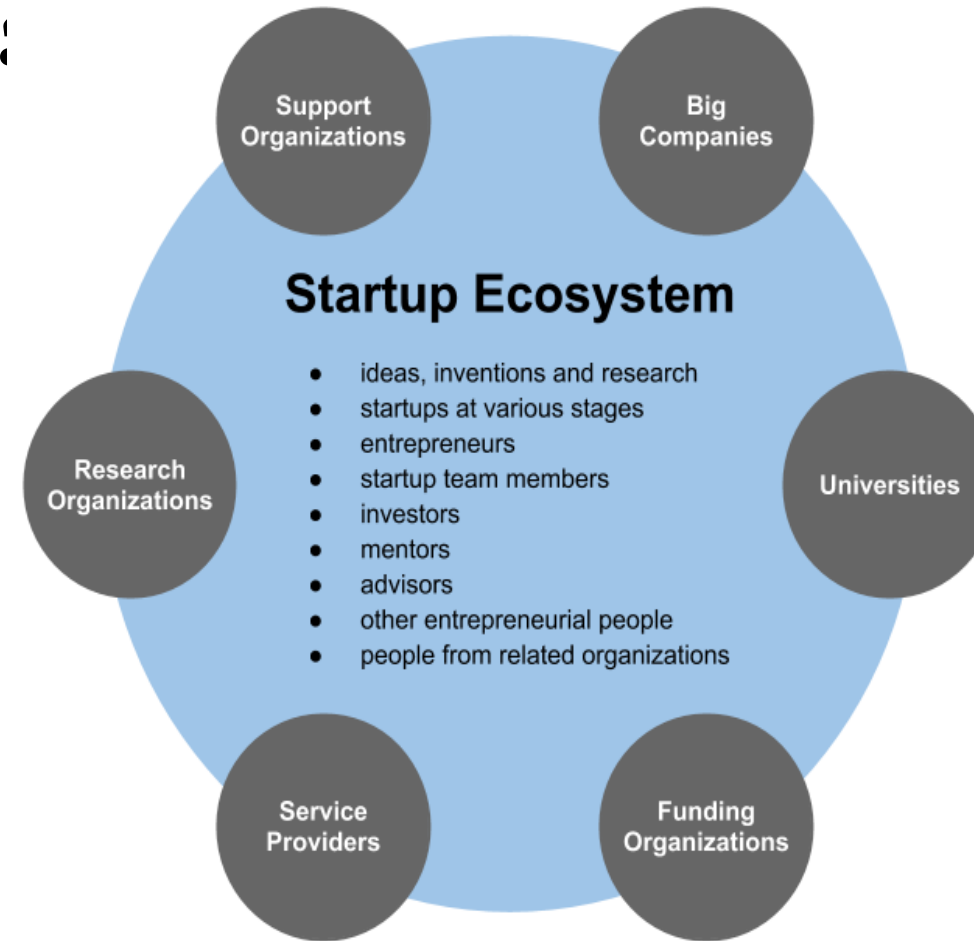 Support
Organizations
Big
Companies
Startup Ecosystem
● ideas, inventions and research
● startups at various stages
● entrepreneurs
● startup team members
● investors
● mentors
● advisors
● other entrepreneurial people
● people from related organizations
Research
Organizations
Universities
Service
Providers
Funding
Organizations